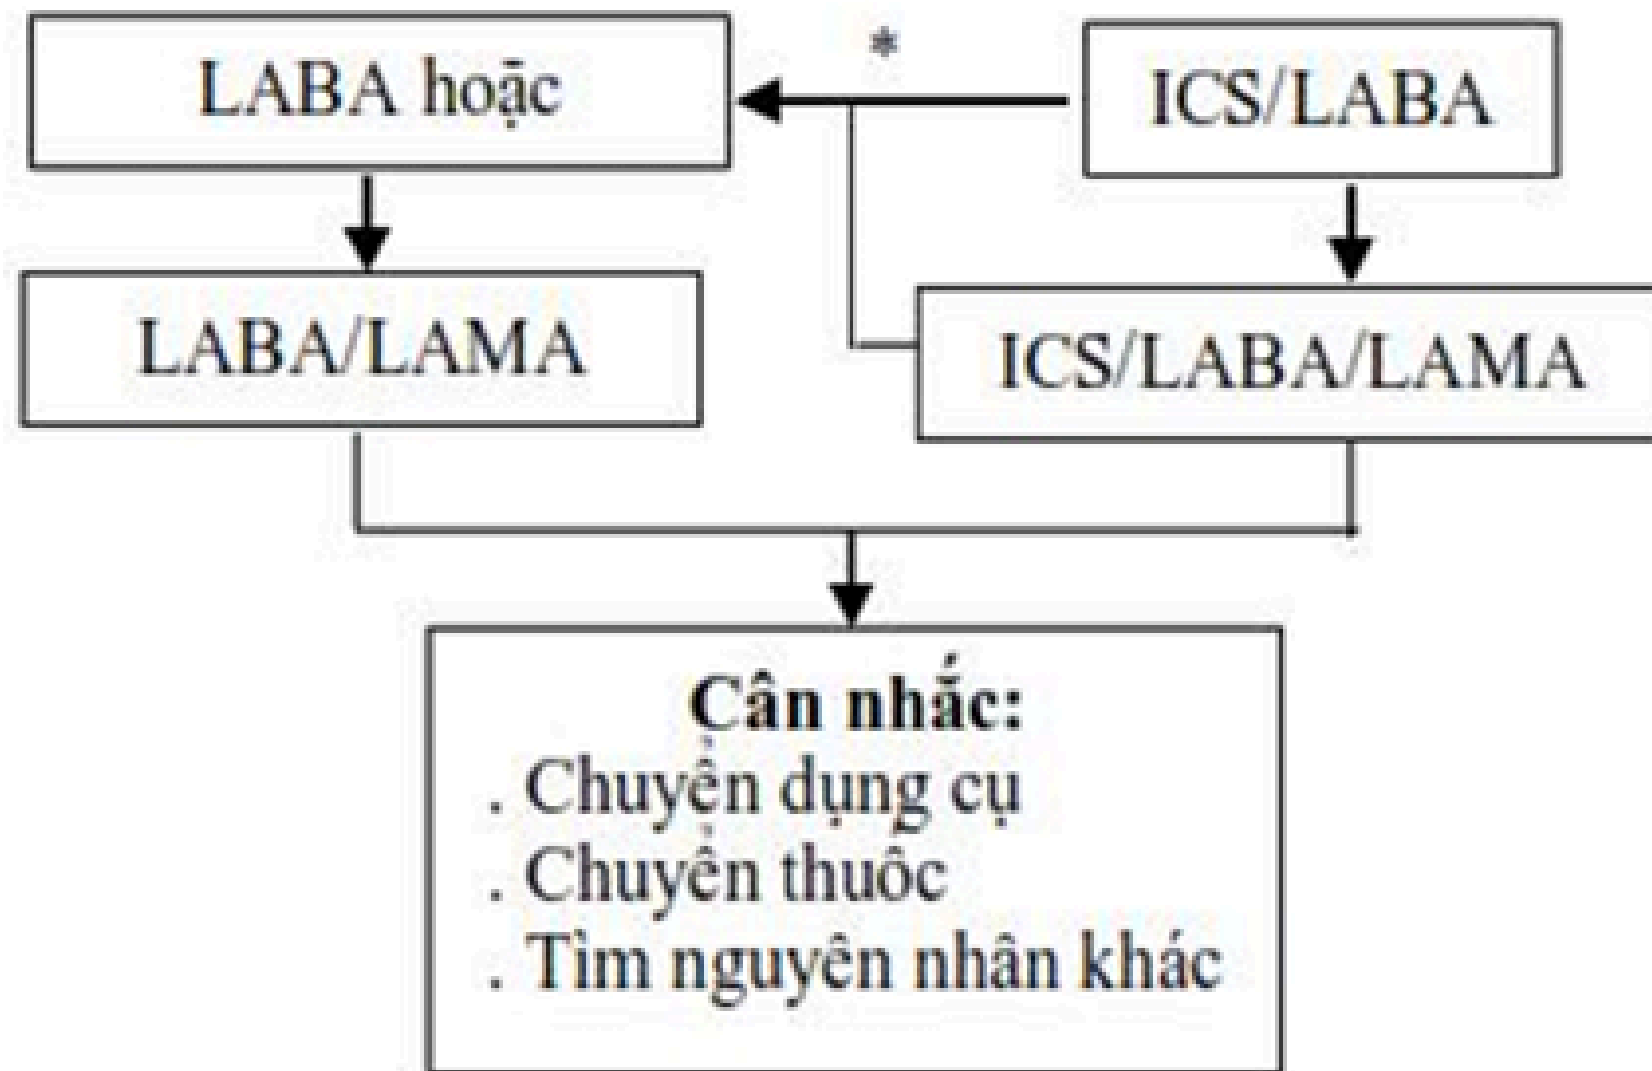 LABA hoặc
*
ICS/LABA
LABA/LAMA
ICS/LABA/LAMA
Cân nhắc:
. Chuyển dụng cụ
. Chuyển thuốc
. Tìm nguyên nhân khác